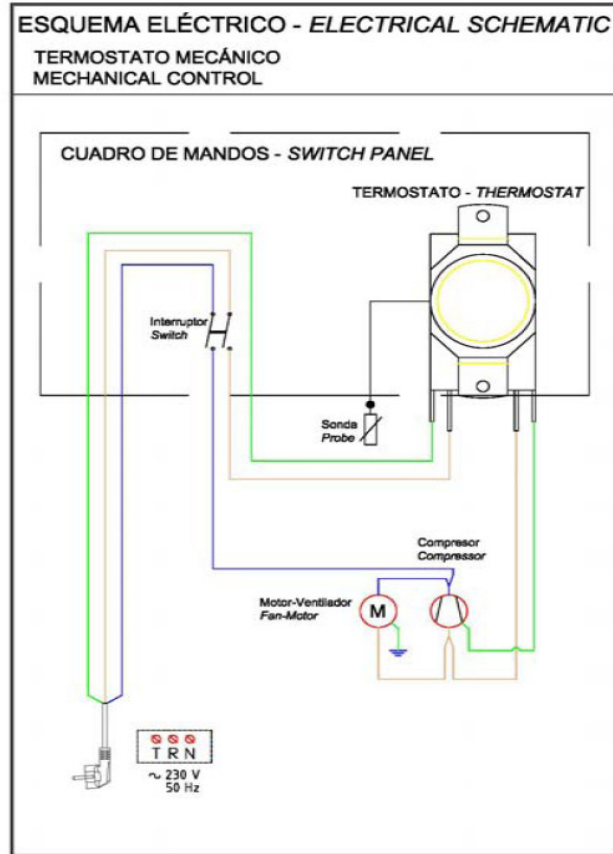 ESQUEMA ELÉCTRICO - ELECTRICAL SCHEMATIC
TERMOSTATO MECÁNICO
MECHANICAL CONTROL
CUADRO DE MANDOS - SWITCH PANEL
TERMOSTATO - THERMOSTAT
Interruptor
Switch
Sonda
Probe
Compresor
Compressor
Motor-Ventilador
Fan-Motor
M
T R N
~ 230 V
50 Hz